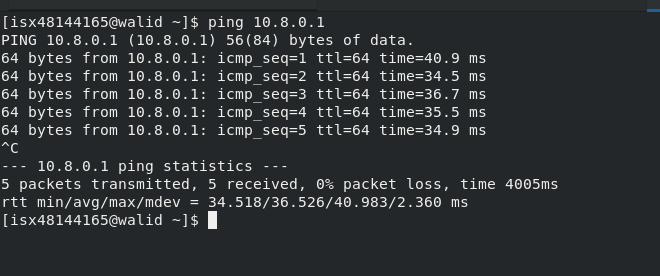 [isx48144165@walid ~]$ ping 10.8.0.1
PING 10.8.0.1 (10.8.0.1) 56(84) bytes of data.
64 bytes from 10.8.0.1: icmp_seq=1 ttl=64 time=40.9 ms
64 bytes from 10.8.0.1: icmp_seq=2 ttl=64 time=34.5 ms
64 bytes from 10.8.0.1: icmp_seq=3 ttl=64 time=36.7 ms
64 bytes from 10.8.0.1: icmp_seq=4 ttl=64 time=35.5 ms
64 bytes from 10.8.0.1: icmp_seq=5 ttl=64 time=34.9 ms
^C
--- 10.8.0.1 ping statistics ---
5 packets transmitted, 5 received, 0% packet loss, time 4005ms
rtt min/avg/max/mdev = 34.518/36.526/40.983/2.360 ms
[isx48144165@walid ~]$